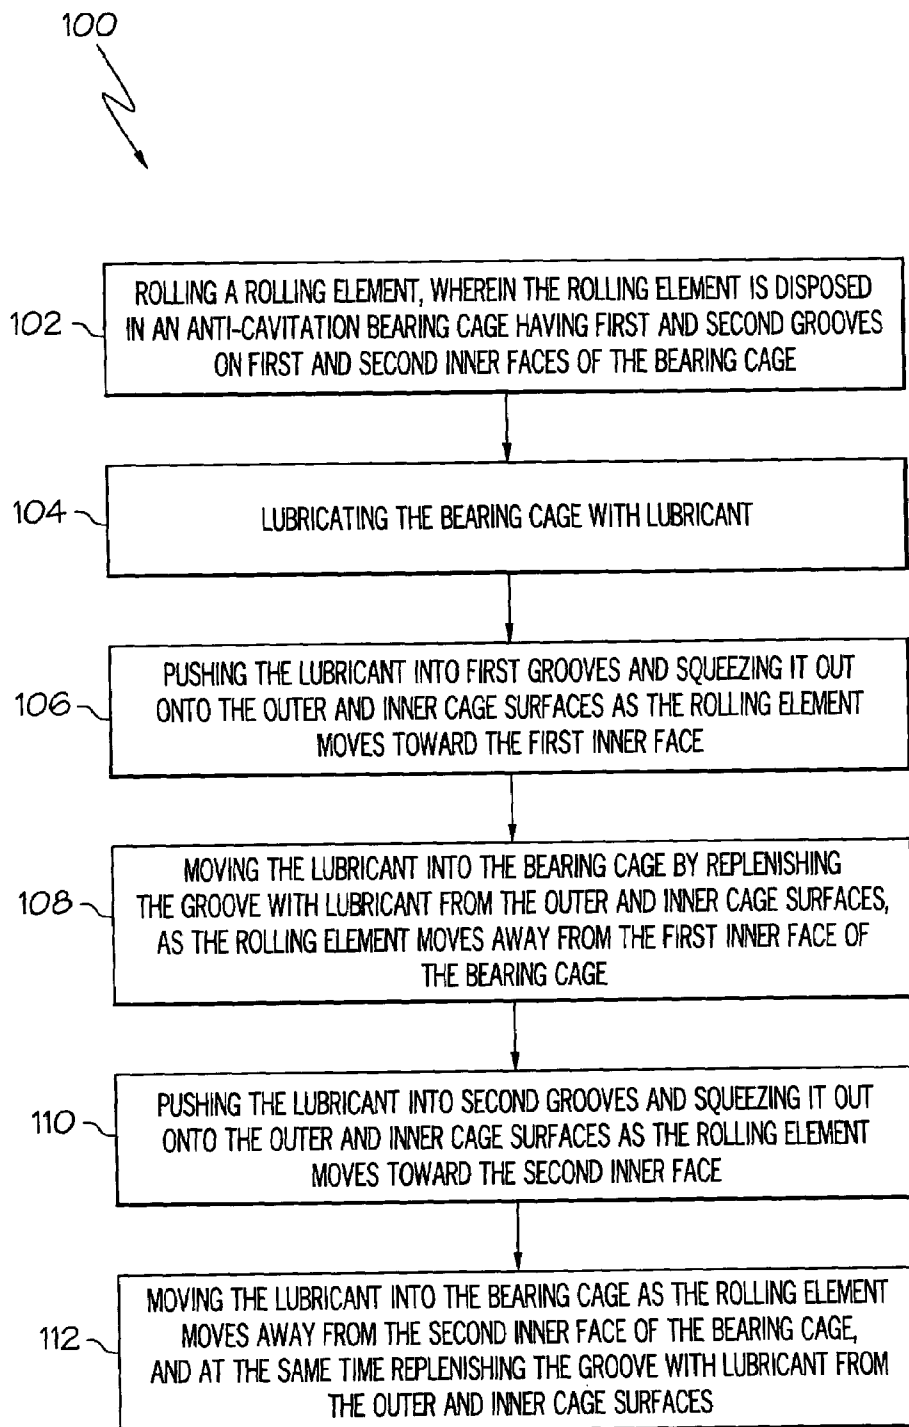 100
102
ROLLING A ROLLING ELEMENT, WHEREIN THE ROLLING ELEMENT IS DISPOSED
IN AN ANTI-CAVITATION BEARING CAGE HAVING FIRST AND SECOND GROOVES
ON FIRST AND SECOND INNER FACES OF THE BEARING CAGE
104
LUBRICATING THE BEARING CAGE WITH LUBRICANT
106
PUSHING THE LUBRICANT INTO FIRST GROOVES AND SQUEEZING IT OUT
ONTO THE OUTER AND INNER CAGE SURFACES AS THE ROLLING ELEMENT
MOVES TOWARD THE FIRST INNER FACE
108
MOVING THE LUBRICANT INTO THE BEARING CAGE BY REPLENISHING
THE GROOVE WITH LUBRICANT FROM THE OUTER AND INNER CAGE SURFACES,
AS THE ROLLING ELEMENT MOVES AWAY FROM THE FIRST INNER FACE OF
THE BEARING CAGE
110
PUSHING THE LUBRICANT INTO SECOND GROOVES AND SQUEEZING IT OUT
ONTO THE OUTER AND INNER CAGE SURFACES AS THE ROLLING ELEMENT
MOVES TOWARD THE SECOND INNER FACE
112
MOVING THE LUBRICANT INTO THE BEARING CAGE AS THE ROLLING ELEMENT
MOVES AWAY FROM THE SECOND INNER FACE OF THE BEARING CAGE,
AND AT THE SAME TIME REPLENISHING THE GROOVE WITH LUBRICANT FROM
THE OUTER AND INNER CAGE SURFACES